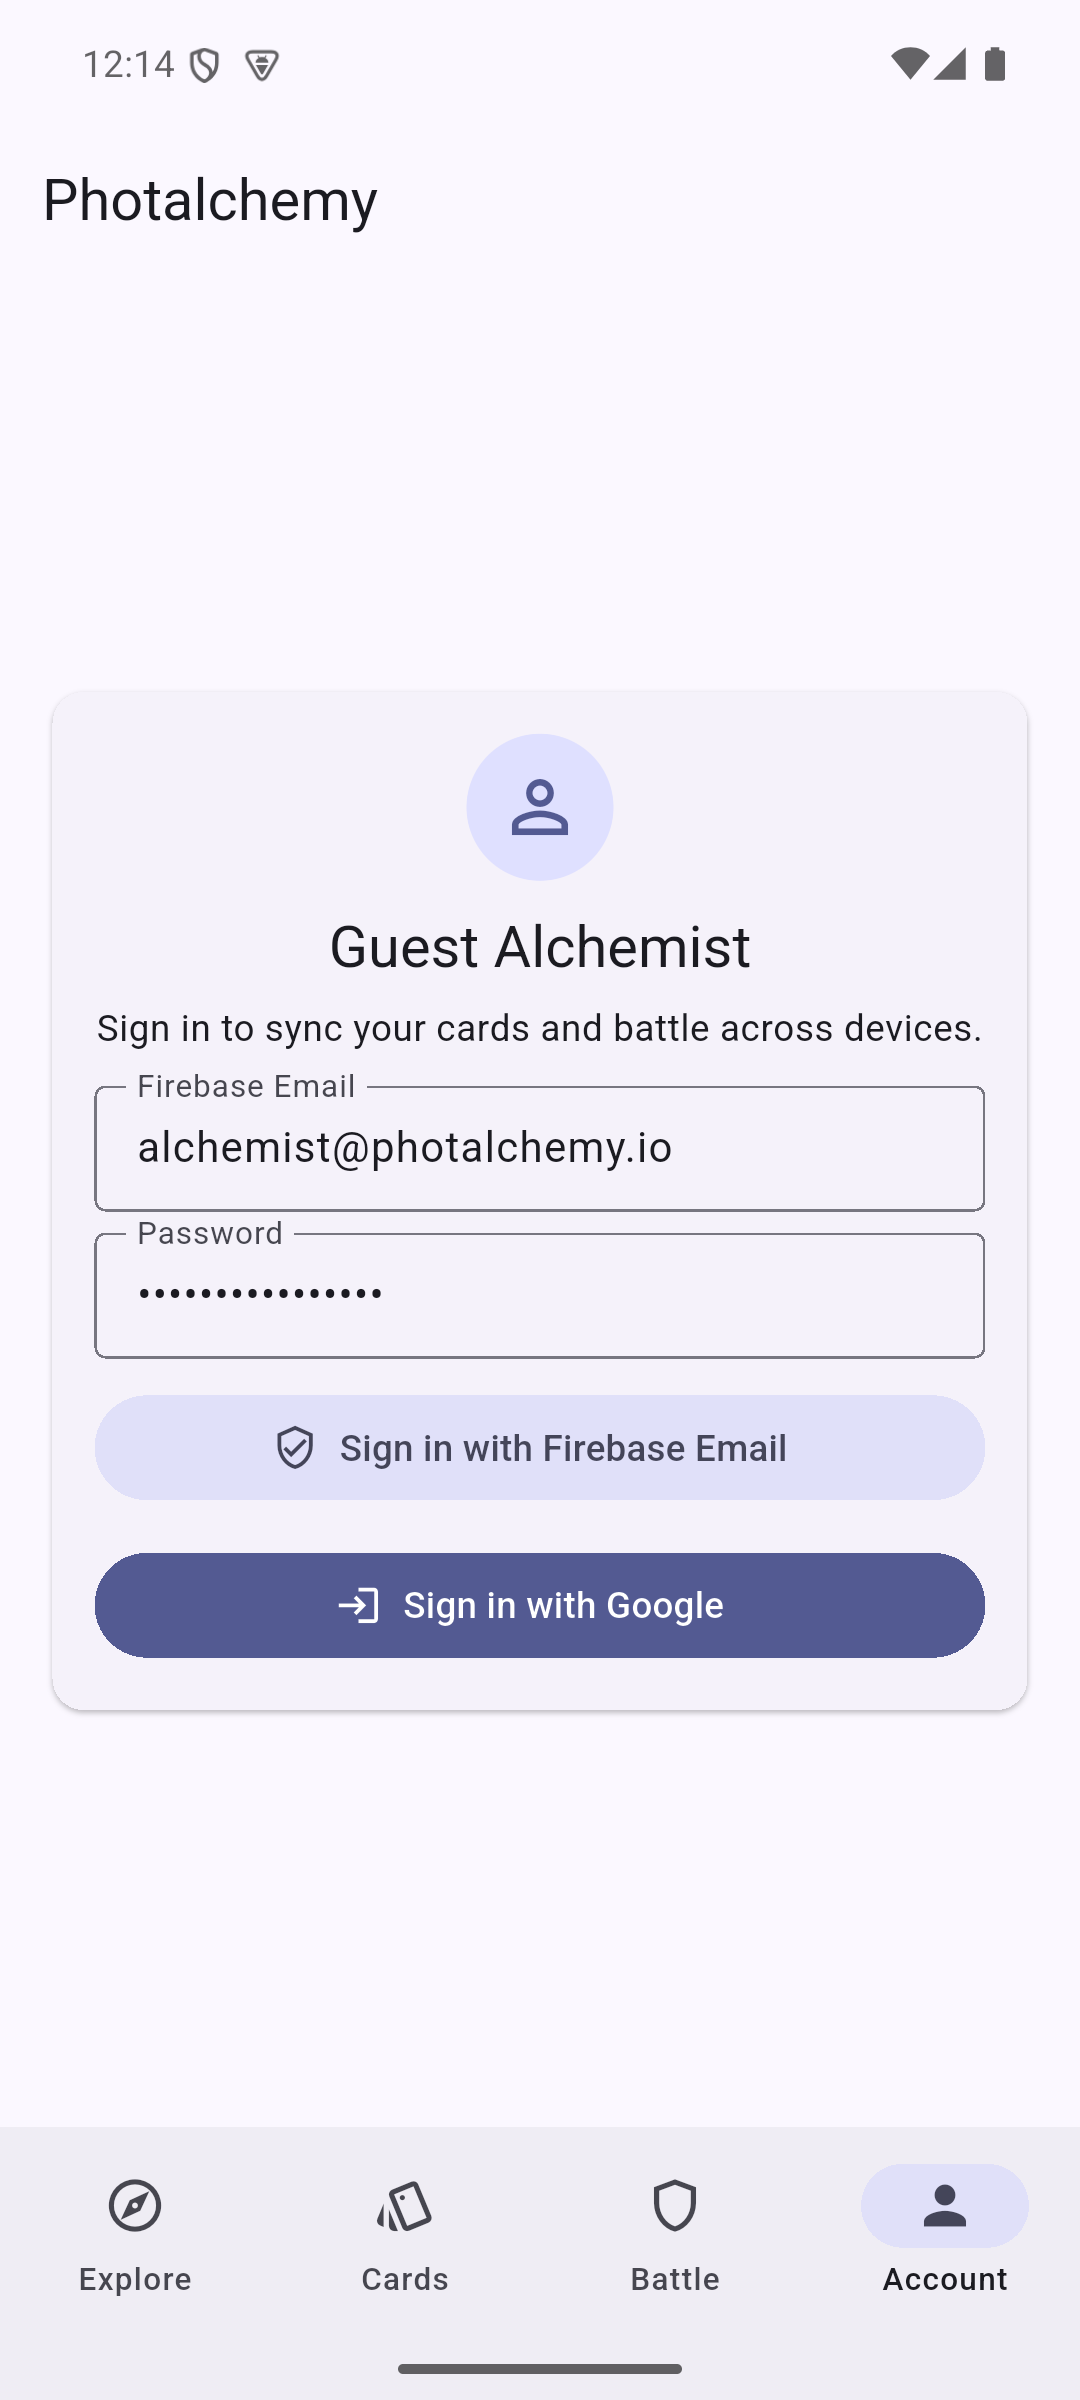 12:14
Photalchemy
Guest Alchemist
Sign in to sync your cards and battle across devices.
Firebase Email
alchemist@photalchemy.io
Password
••••••••••••••••
Sign in with Firebase Email
Sign in with Google
Explore
Cards
Battle
Account